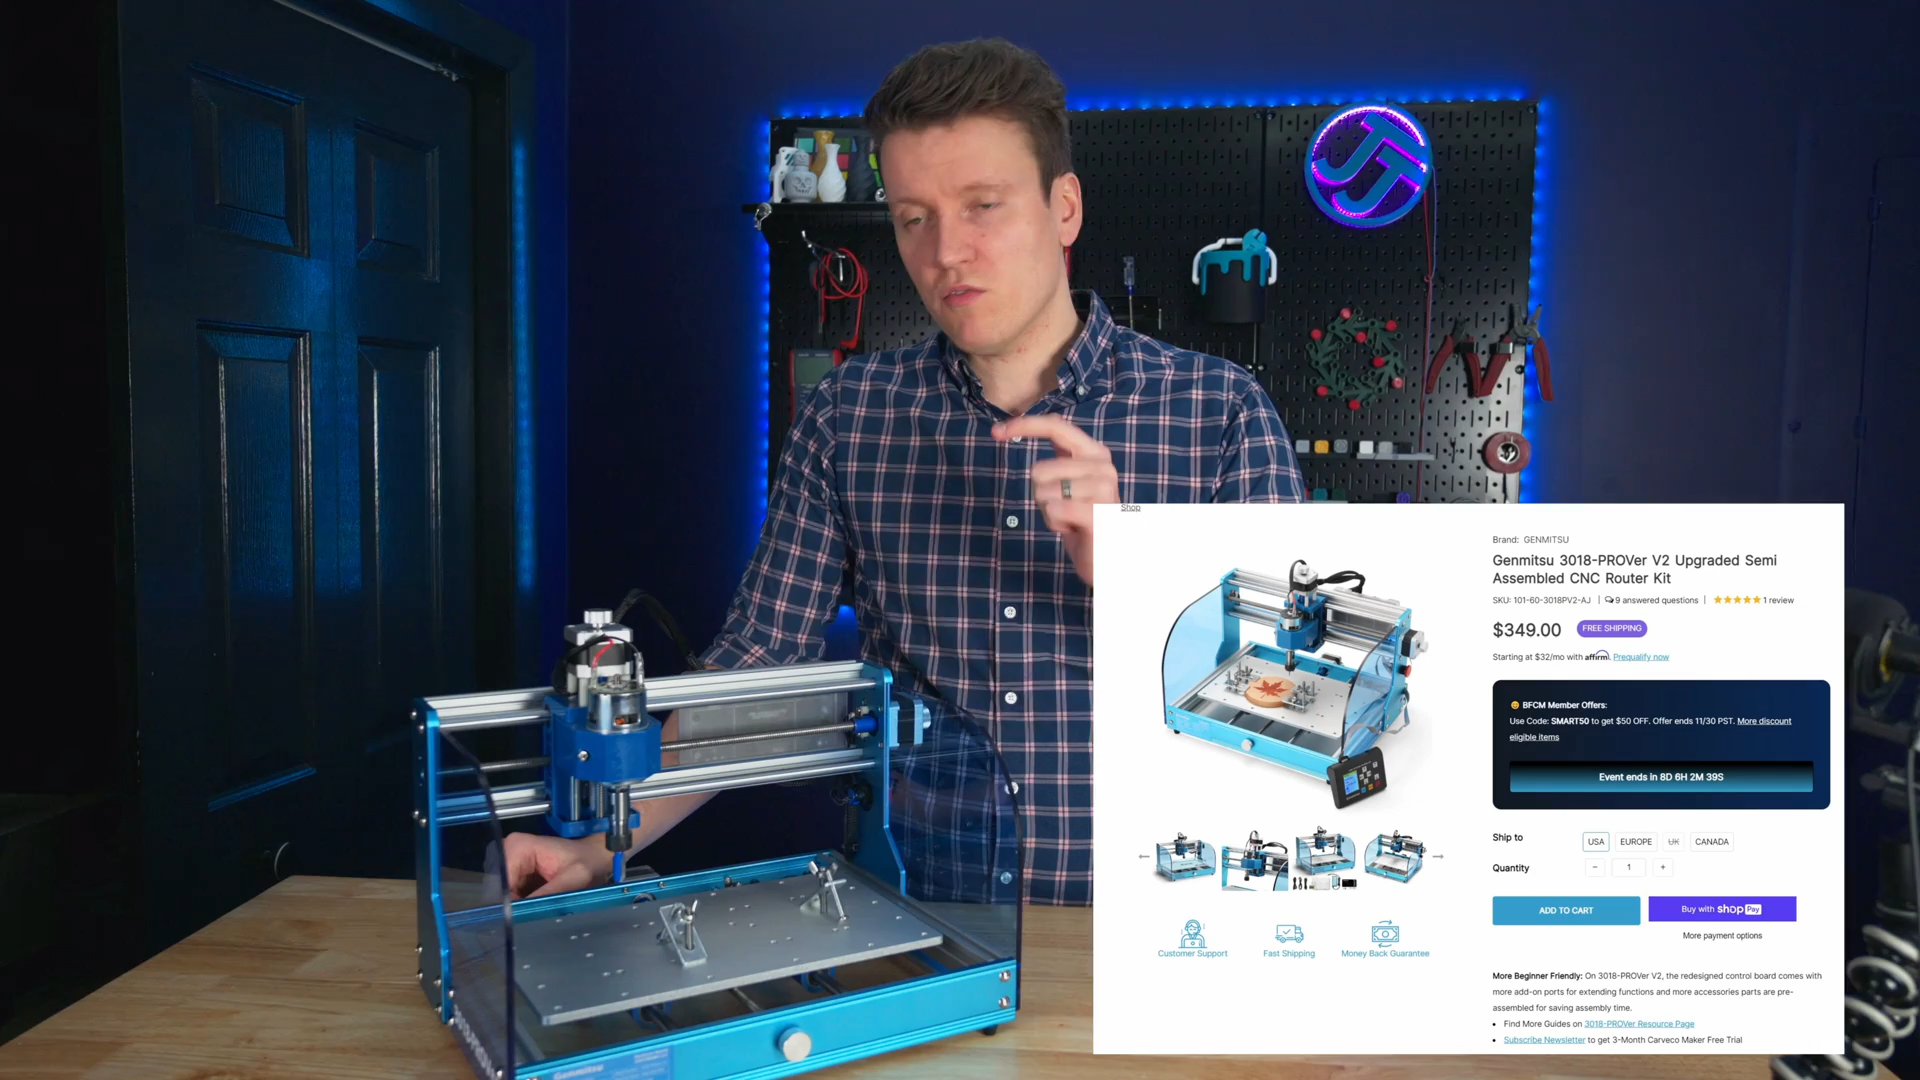 JT
Shop
Brand: GENMITSU
Genmitsu 3018-PROVer V2 Upgraded Semi
Assembled CNC Router Kit
SKU: 101-60-3018PV2-AJ | 9 answered questions | 1 review
$349.00 FREE SHIPPING
Starting at $32/mo with affirm. Prequalify now
BFCM Member Offers:
Use Code: SMART50 to get $50 OFF. Offer ends 11/30 PST. More discount
eligible items
Event ends in 8D 6H 2M 39S
Ship to USA EUROPE UK CANADA
Quantity − 1 +
ADD TO CART Buy with shop Pay
More payment options
Customer Support Fast Shipping Money Back Guarantee
More Beginner Friendly: On 3018-PROVer V2, the redesigned control board comes with
more add-on ports for extending functions and more accessories parts are pre-
assembled for saving assembly time.
• Find More Guides on 3018-PROVer Resource Page
• Subscribe Newsletter to get 3-Month Carveco Maker Free Trial
Genmitsu